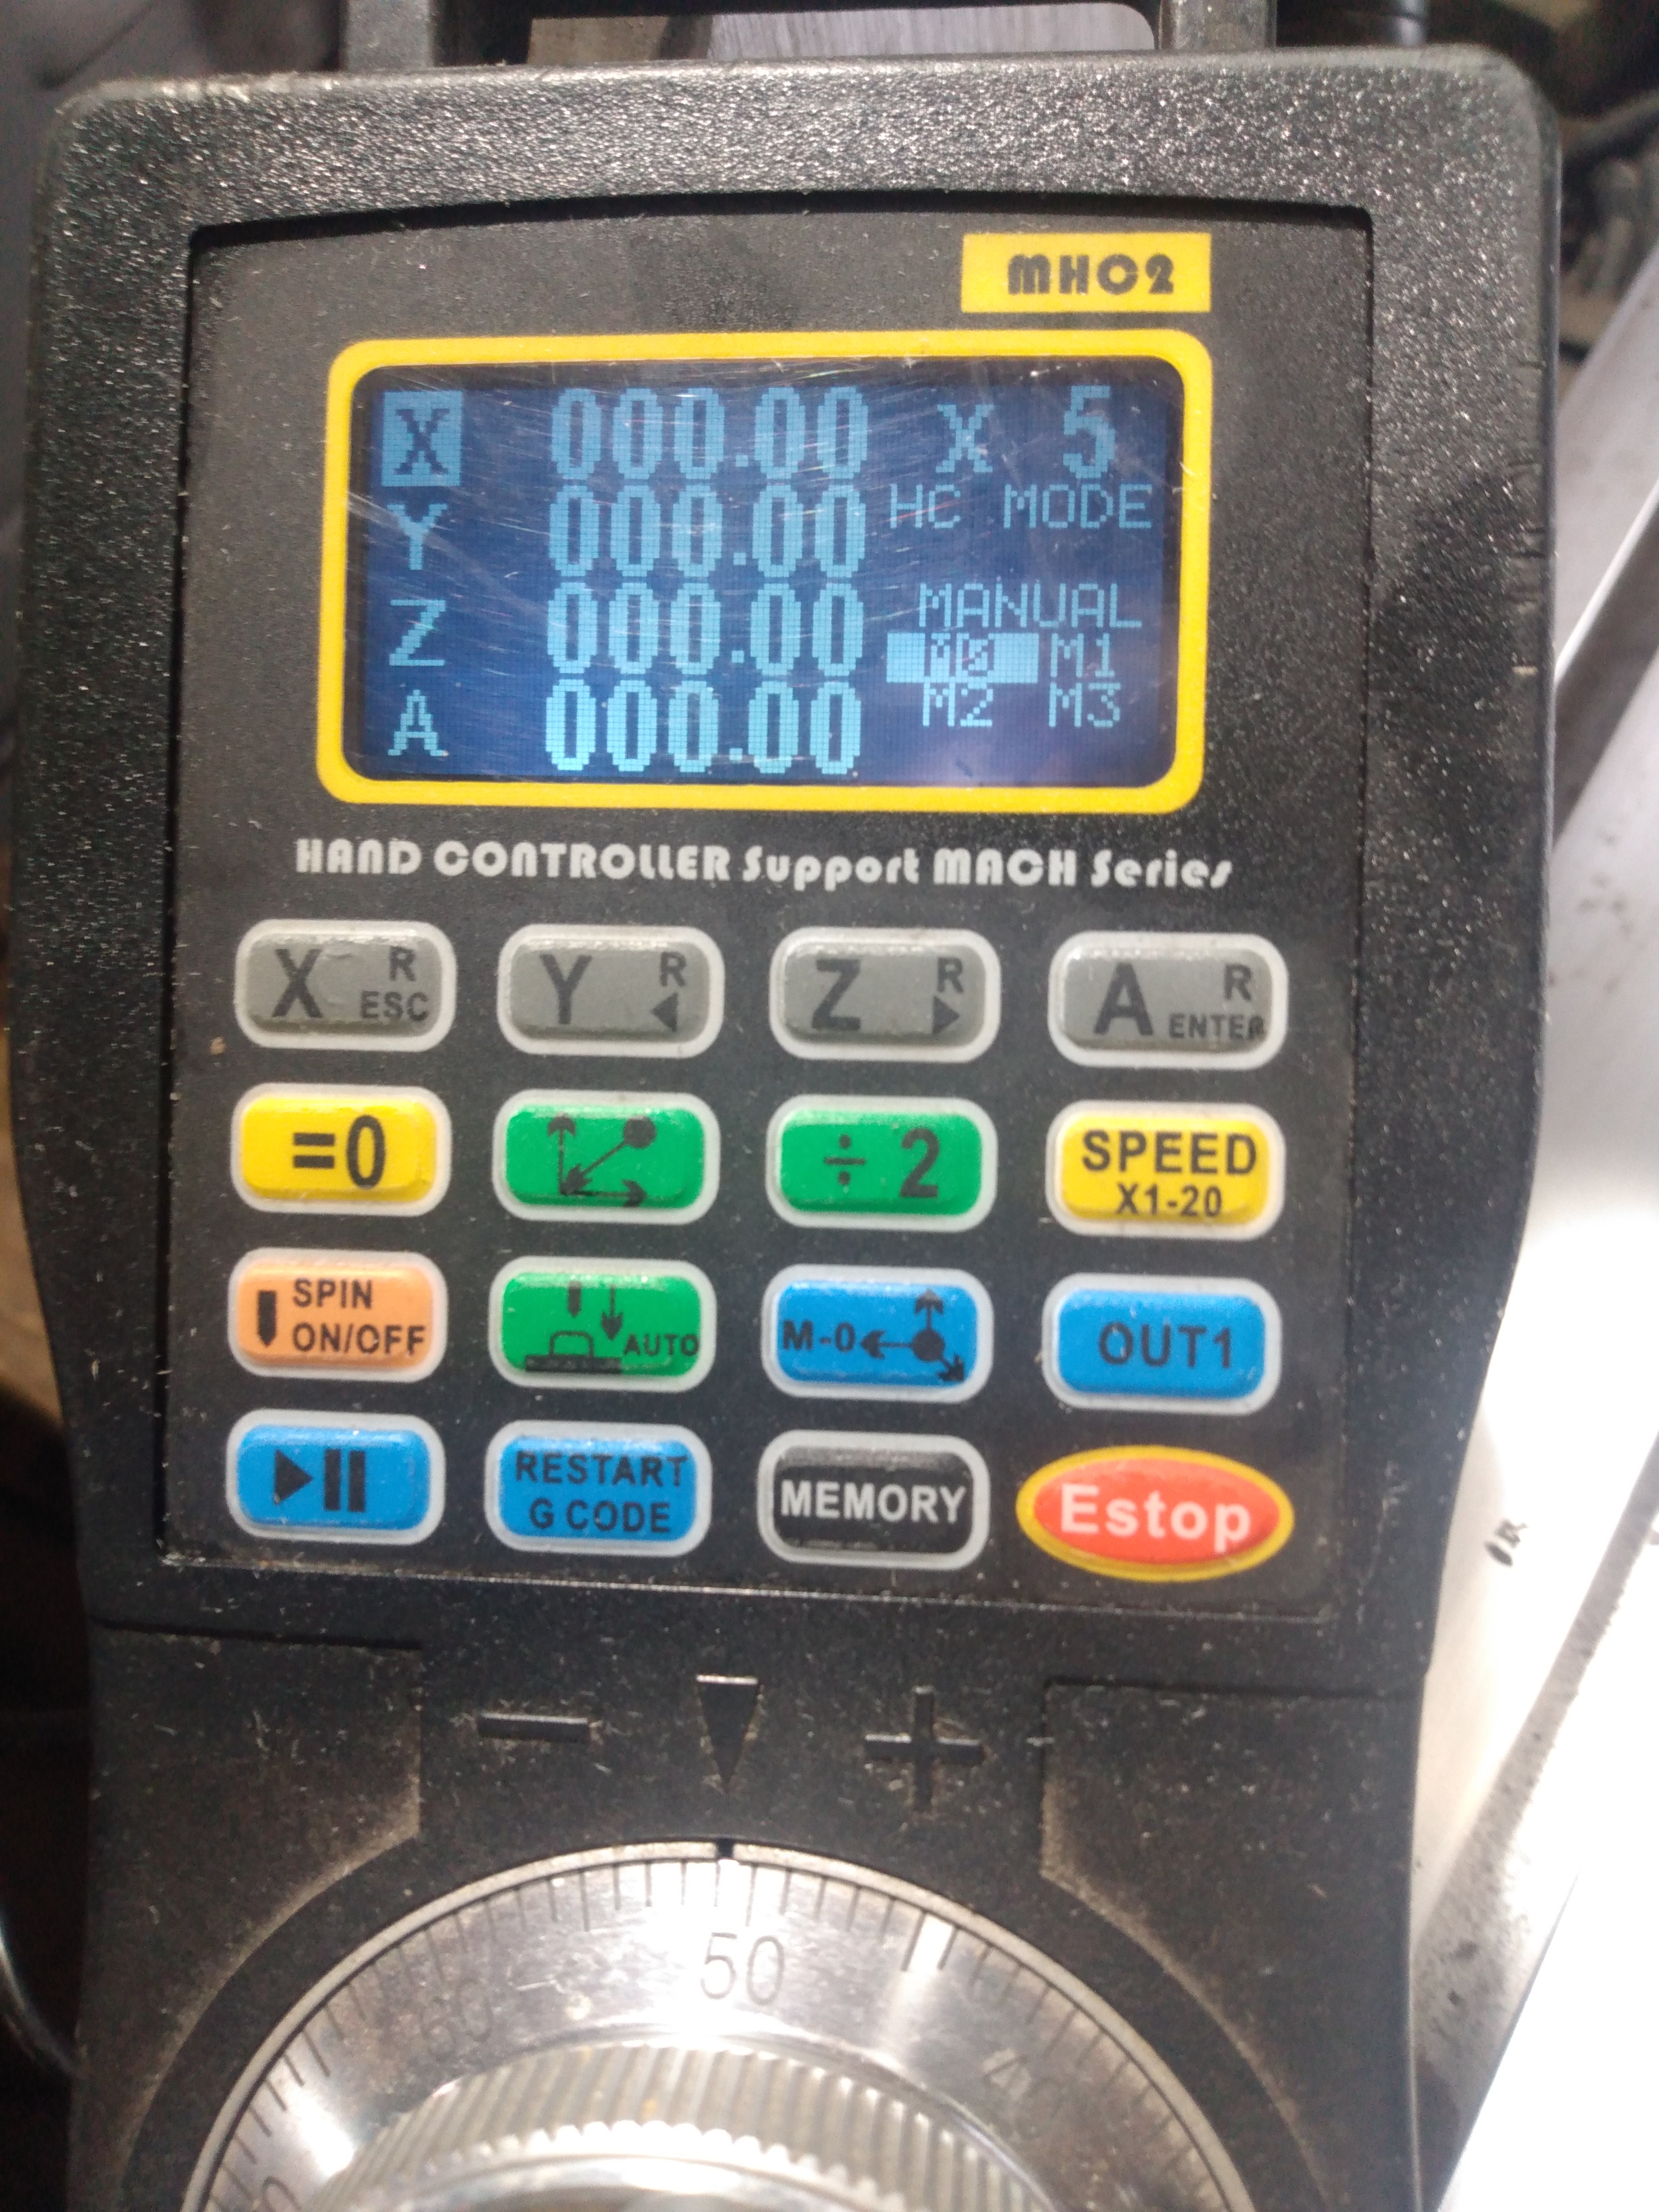 MHC2
X 000.00 x 5
Y 000.00 HC MODE
Z 000.00 MANUAL
M0 M1
A 000.00 M2 M3
HAND CONTROLLER Support MACH Series
X R ESC
Y R
Z R
A R ENTER
=0
÷ 2
SPEED
X1-20
SPIN
ON/OFF
AUTO
M-0
OUT1
RESTART
G CODE
MEMORY
Estop
− +
60 50 40